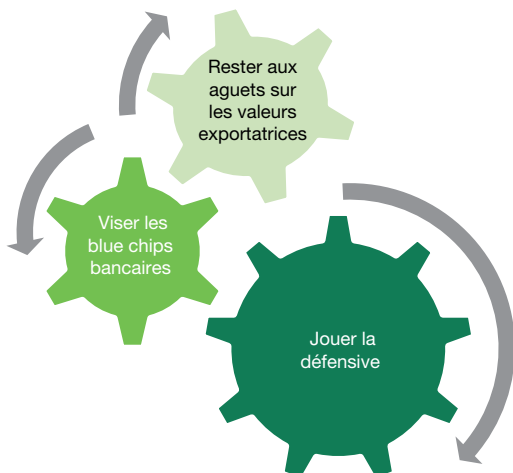 Rester aux
aguets sur
les valeurs
exportatrices
Viser les
blue chips
bancaires
Jouer la
défensive